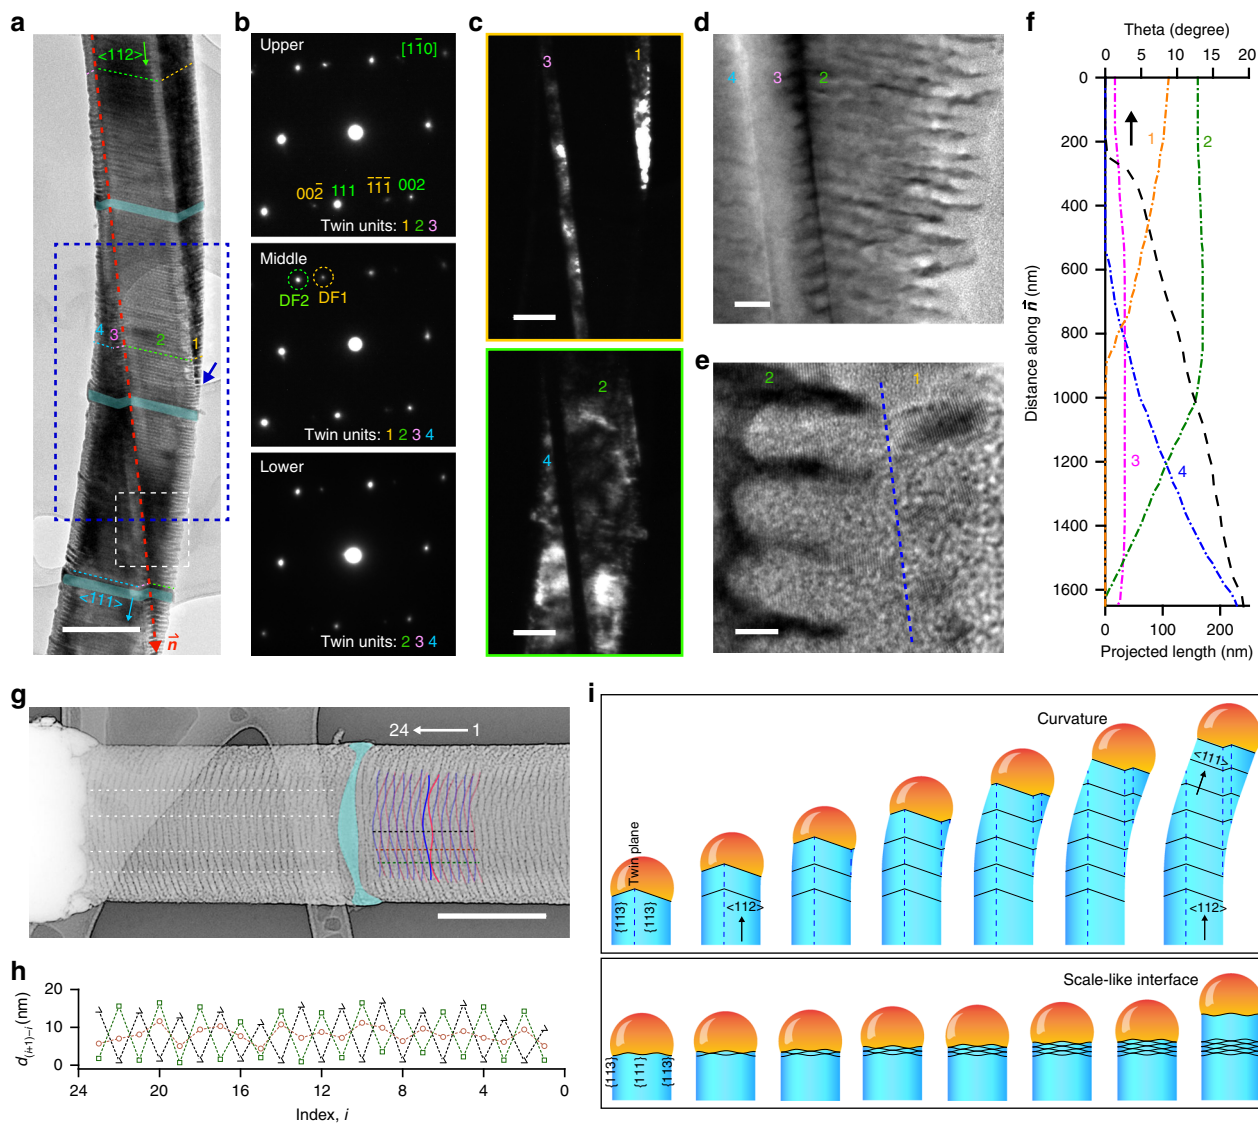 a
<112>
4
3
2
1
<111>
n
b
Upper
[11̅0]
002̅ 111 1̅1̅1̅ 002
Twin units: 1 2 3
Middle
DF2
DF1
Twin units: 1 2 3 4
Lower
Twin units: 2 3 4
c
3
1
2
4
d
4
3
2
e
2
1
f
Theta (degree)
0 5 10 15 20
0
200
400
600
800
1000
1200
1400
1600
Distance along n (nm)
1
2
3
4
0 100 200
Projected length (nm)
g
24 1
h
20
10
0
d(i+1)–i (nm)
24 20 16 12 8 4 0
Index, i
i
Curvature
Twin plane
{113}
{113}
<112>
<111>
<112>
Scale-like interface
{113}
{111}
{113}